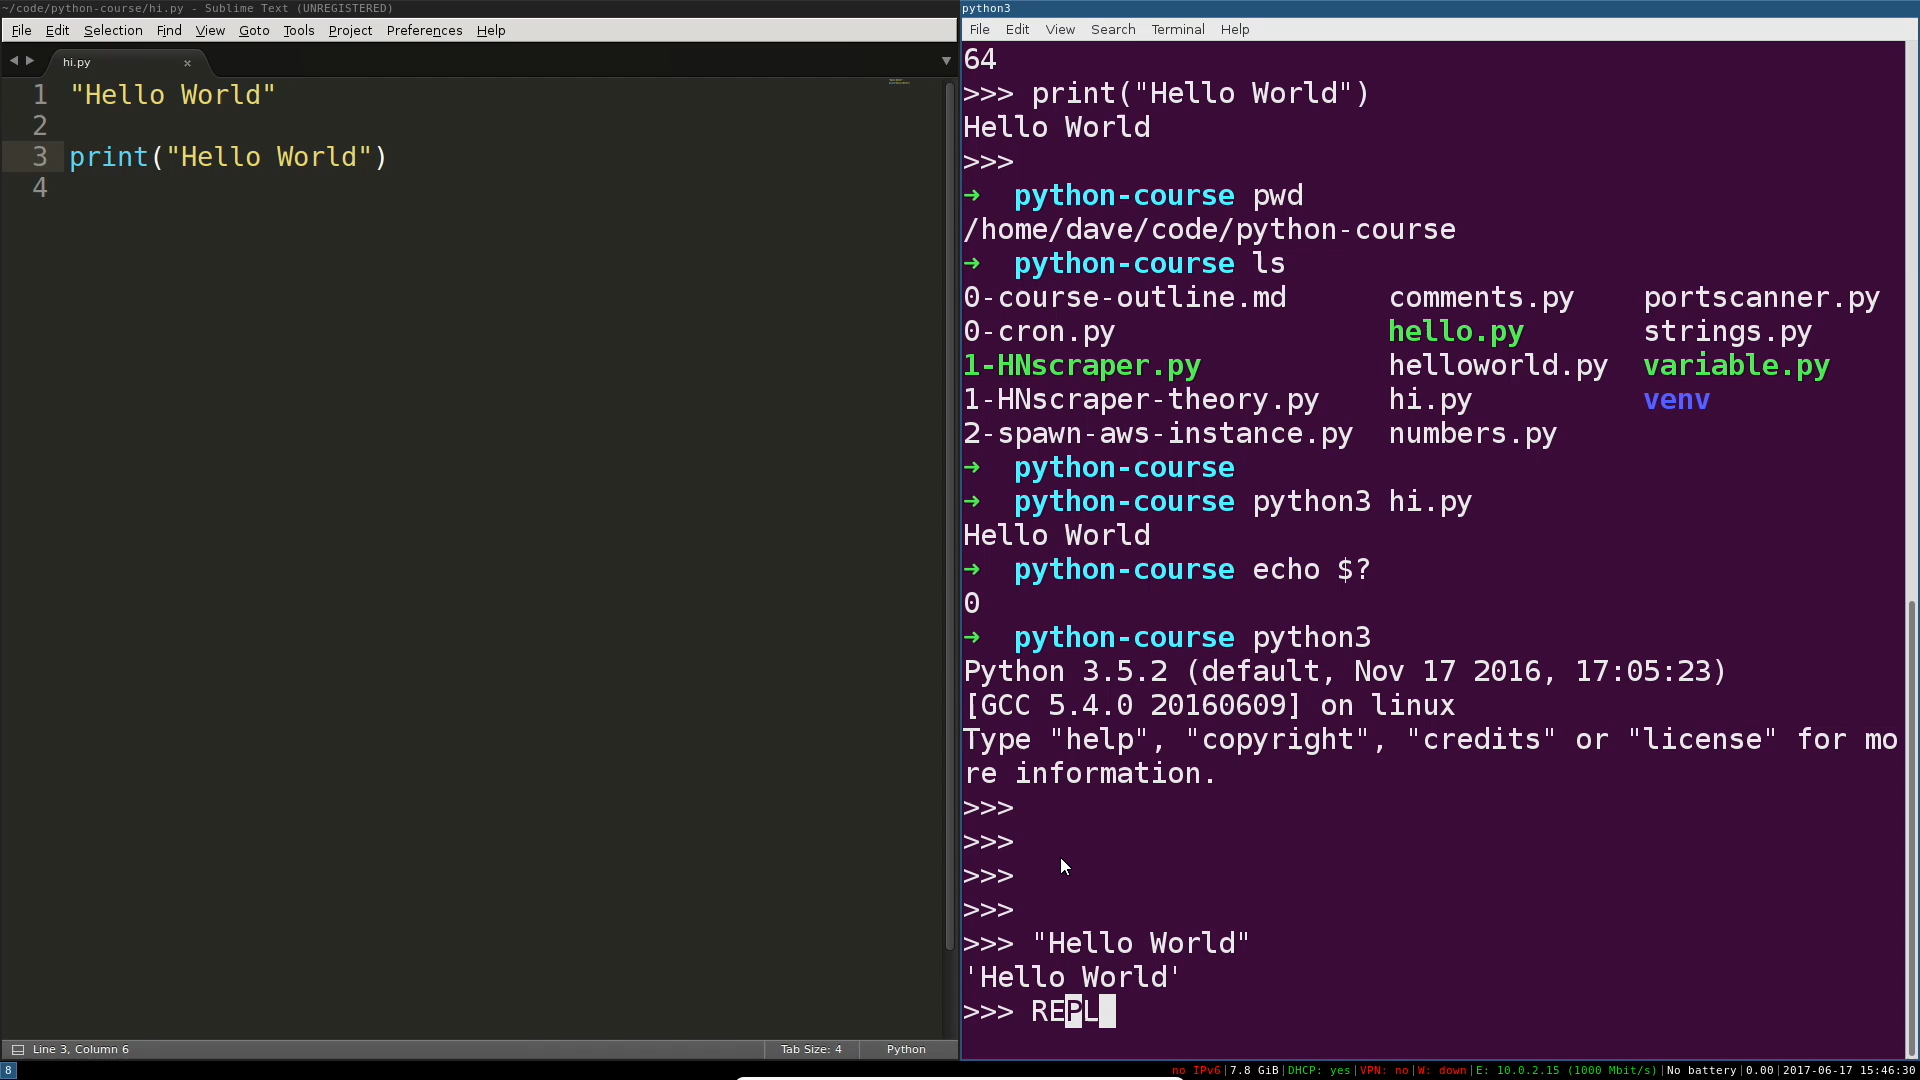 ~/code/python-course/hi.py - Sublime Text (UNREGISTERED)
File Edit Selection Find View Goto Tools Project Preferences Help
hi.py ×
1 "Hello World"
2
3 print("Hello World")
4
Line 3, Column 6 Tab Size: 4 Python
python3
File Edit View Search Terminal Help
64
>>> print("Hello World")
Hello World
>>>
➜ python-course pwd
/home/dave/code/python-course
➜ python-course ls
0-course-outline.md comments.py portscanner.py
0-cron.py hello.py strings.py
1-HNscraper.py helloworld.py variable.py
1-HNscraper-theory.py hi.py venv
2-spawn-aws-instance.py numbers.py
➜ python-course
➜ python-course python3 hi.py
Hello World
➜ python-course echo $?
0
➜ python-course python3
Python 3.5.2 (default, Nov 17 2016, 17:05:23)
[GCC 5.4.0 20160609] on linux
Type "help", "copyright", "credits" or "license" for mo
re information.
>>>
>>>
>>>
>>>
>>> "Hello World"
'Hello World'
>>> REPL
8 no IPv6|7.8 GiB|DHCP: yes|VPN: no|W: down|E: 10.0.2.15 (1000 Mbit/s)|No battery|0.00|2017-06-17 15:46:30